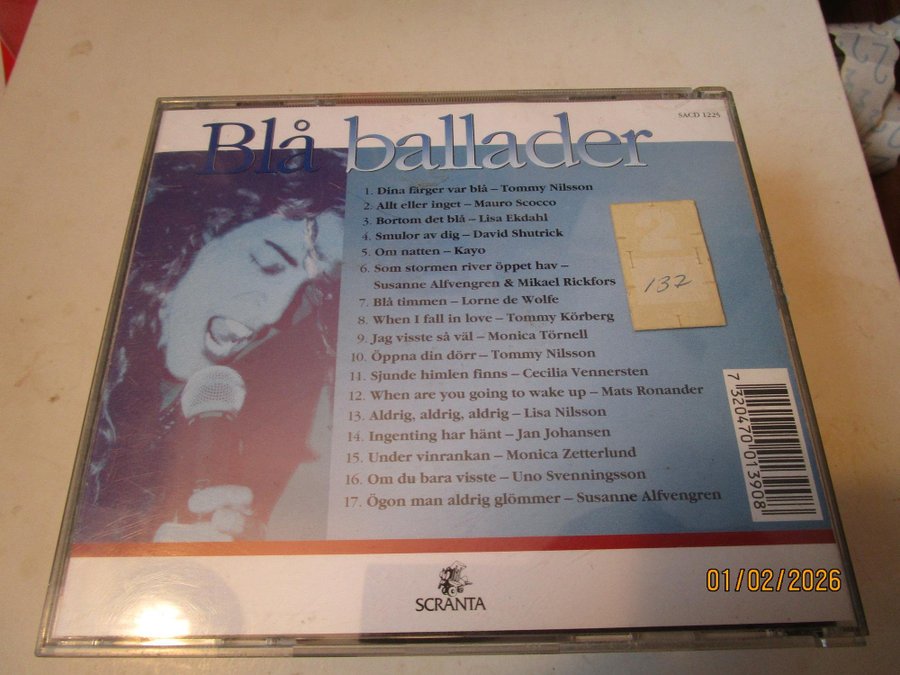 Blå ballader
SACD 1225
1. Dina färger var blå – Tommy Nilsson
2. Allt eller inget – Mauro Scocco
3. Bortom det blå – Lisa Ekdahl
4. Smulor av dig – David Shutrick
5. Om natten – Kayo
6. Som stormen river öppet hav –
Susanne Alfvengren & Mikael Rickfors
7. Blå timmen – Lorne de Wolfe
8. When I fall in love – Tommy Körberg
9. Jag visste så väl – Monica Törnell
10. Öppna din dörr – Tommy Nilsson
11. Sjunde himlen finns – Cecilia Vennersten
12. When are you going to wake up – Mats Ronander
13. Aldrig, aldrig, aldrig – Lisa Nilsson
14. Ingenting har hänt – Jan Johansen
15. Under vinrankan – Monica Zetterlund
16. Om du bara visste – Uno Svenningsson
17. Ögon man aldrig glömmer – Susanne Alfvengren
2
137
7 320470 013908
SCRANTA
01/02/2026